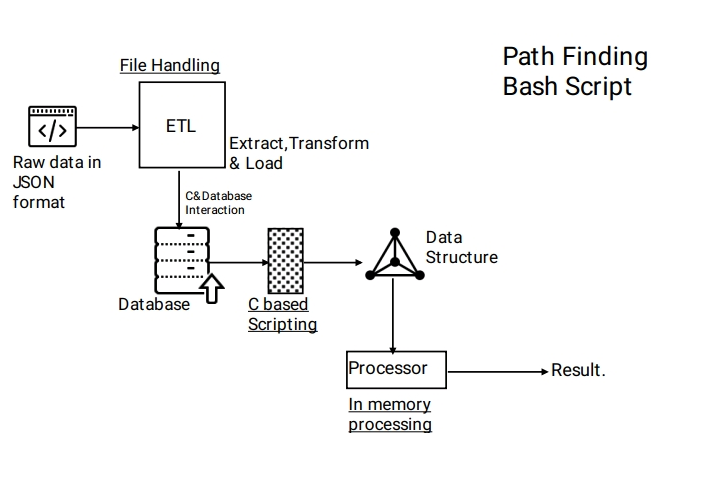 Path Finding
Bash Script
File Handling
ETL
Extract,Transform
& Load
Raw data in
JSON
format
C&Database
Interaction
Database
C based
Scripting
Data
Structure
Processor
Result.
In memory
processing